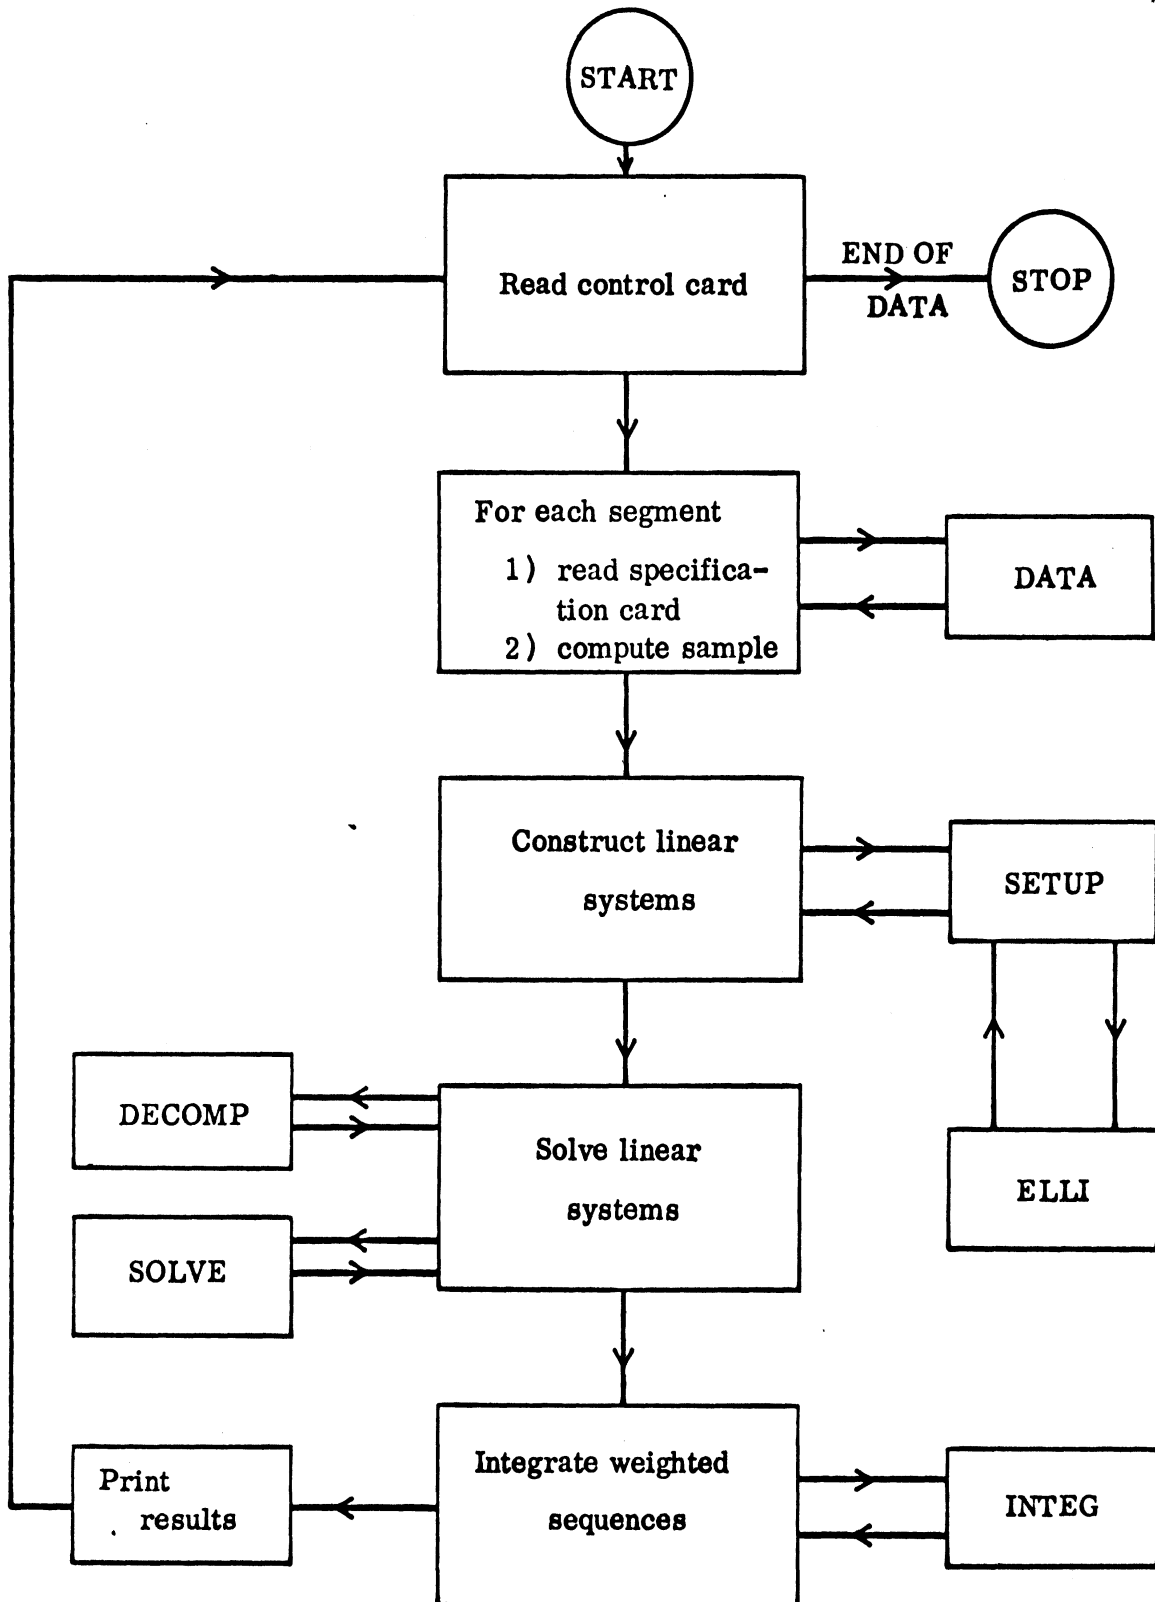 START
Read control card
END OF
DATA
STOP
For each segment
1) read specifica-
tion card
2) compute sample
DATA
Construct linear
systems
SETUP
DECOMP
Solve linear
systems
ELLI
SOLVE
Integrate weighted
sequences
Print
results
INTEG